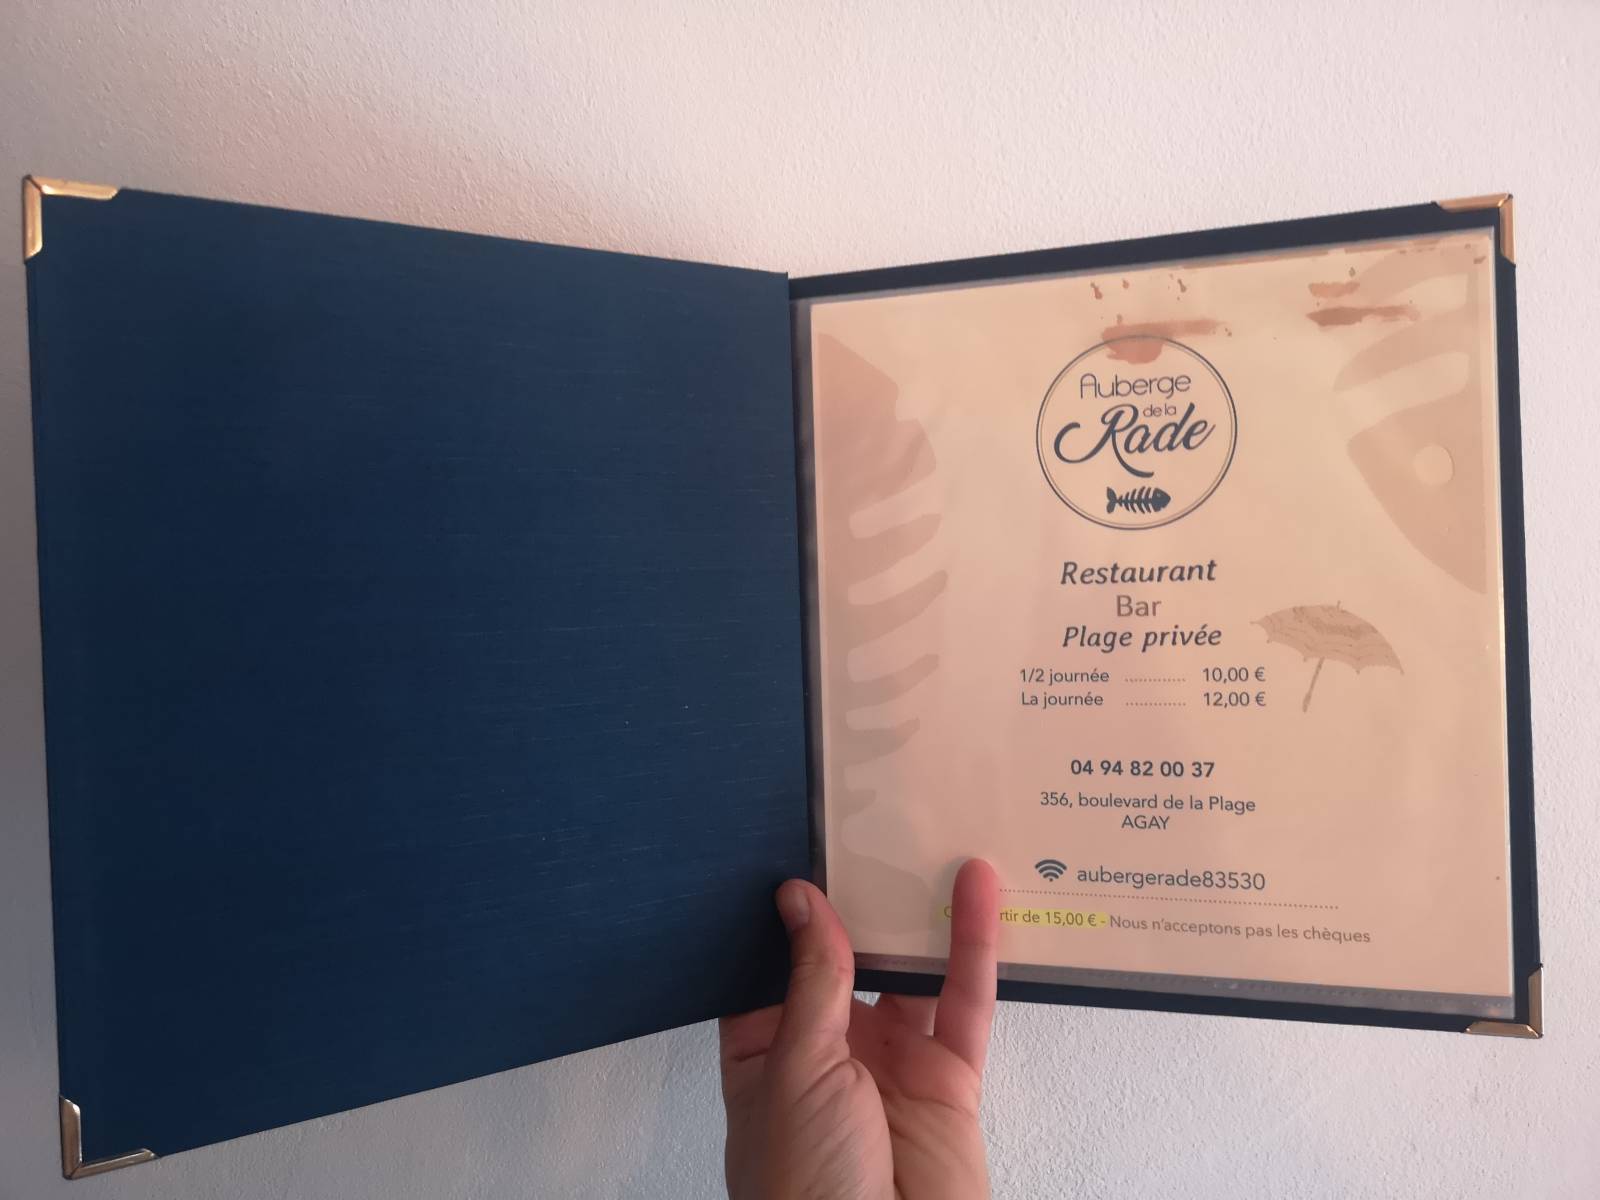 Auberge
de la
Rade
Restaurant
Bar
Plage privée
1/2 journée ............ 10,00 €
La journée ............ 12,00 €
04 94 82 00 37
356, boulevard de la Plage
AGAY
aubergerade83530
de 15,00 € - Nous n'acceptons pas les chèques